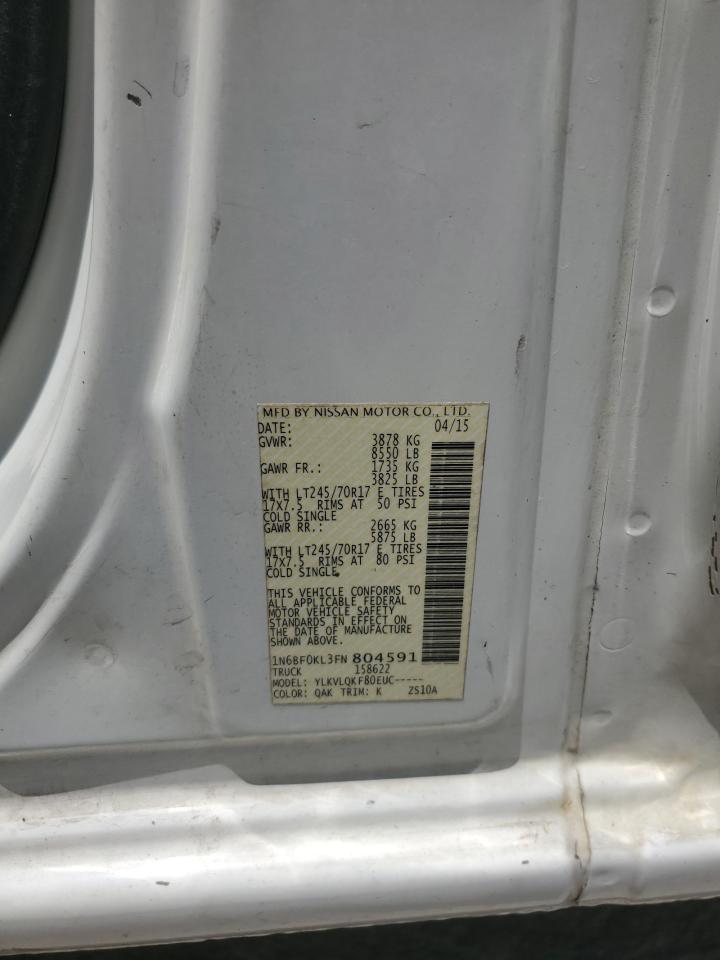 MFD BY NISSAN MOTOR CO., LTD.
DATE: 04/15
GVWR: 3878 KG
8550 LB
GAWR FR.: 1735 KG
3825 LB
WITH LT245/70R17 E TIRES
17X7.5 RIMS AT 50 PSI
COLD SINGLE
GAWR RR.: 2665 KG
5875 LB
WITH LT245/70R17 E TIRES
17X7.5 RIMS AT 80 PSI
COLD SINGLE
THIS VEHICLE CONFORMS TO
ALL APPLICABLE FEDERAL
MOTOR VEHICLE SAFETY
STANDARDS IN EFFECT ON
THE DATE OF MANUFACTURE
SHOWN ABOVE.
1N6BF0KL3FN 804591
TRUCK 158622
MODEL: YLKVLQKF80EUC-----
COLOR: QAK TRIM: K ZS10A